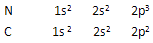 N 1s² 2s² 2p³
C 1s² 2s² 2p²